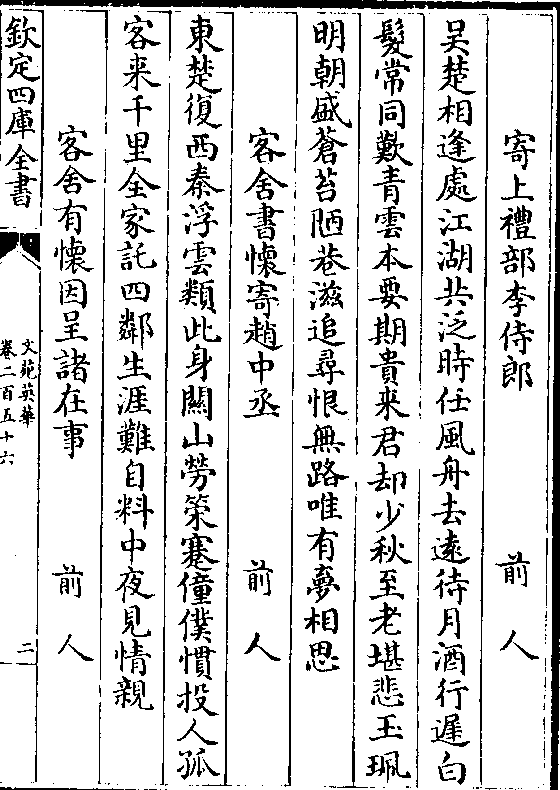 寄上禮部李侍郎　前人
吴楚相逢處江湖共泛時任風舟去遠待月酒行遲白
髮常同歎青雲本要期貴来君却少秋至老堪悲玉珮
明朝盛蒼苔陋巷滋追尋恨無路唯有夢相思
客舍書懷寄趙中丞　前人
東楚復西秦浮雲類此身關山勞策蹇僮僕慣投人孤
客来千里全家託四鄰生涯難自料中夜見情親
客舍有懷因呈諸在事　前人
欽定四庫全書
文苑英華
卷二百五十六
二